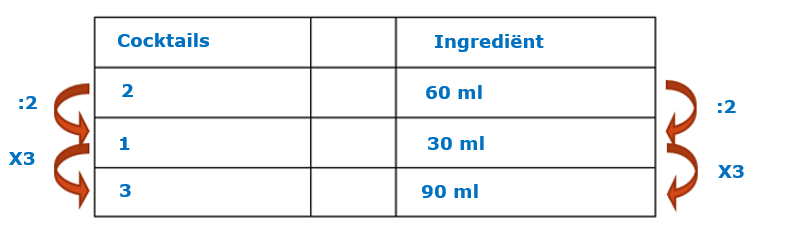 Cocktails Ingrediënt
2 60 ml
:2 :2
1 30 ml
X3 X3
3 90 ml